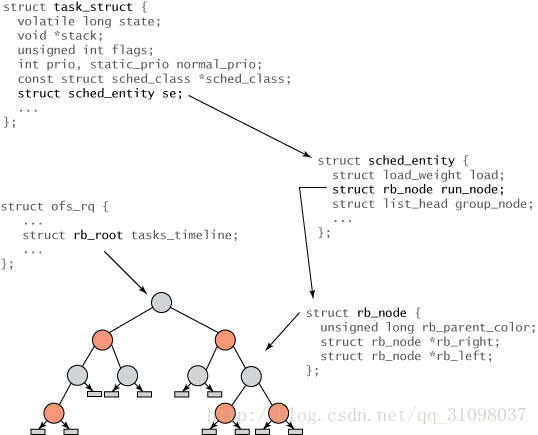 struct task_struct {
volatile long state;
void *stack;
unsigned int flags;
int prio, static_prio normal_prio;
const struct sched_class *sched_class;
struct sched_entity se;
...
};
struct sched_entity {
struct load_weight load;
struct rb_node run_node;
struct list_head group_node;
...
};
struct ofs_rq {
...
struct rb_root tasks_timeline;
...
};
struct rb_node {
unsigned long rb_parent_color;
struct rb_node *rb_right;
struct rb_node *rb_left;
};
http://blog.csdn.net/qq_31098037